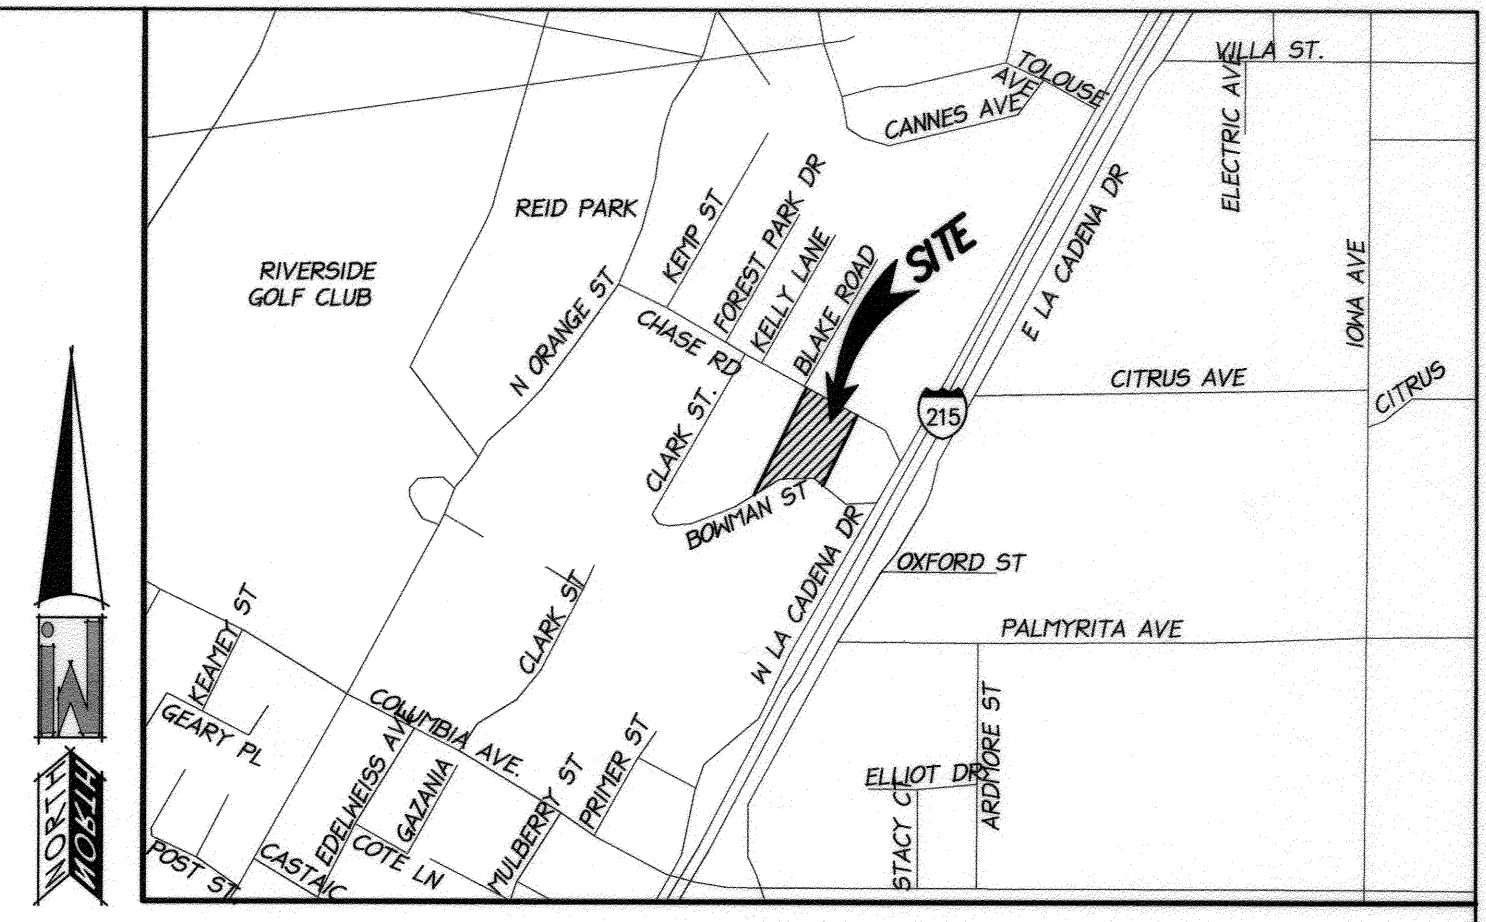 VILLA ST.
TOLOUSE
AVE
CANNES AVE
ELECTRIC AVE
REID PARK
KEMP ST
FOREST PARK DR
KELLY LANE
BLAKE ROAD
SITE
E LA CADENA DR
IOWA AVE
RIVERSIDE
GOLF CLUB
N ORANGE ST
CHASE RD
CITRUS AVE
CITRUS
215
CLARK ST.
BOWMAN ST
W LA CADENA DR
OXFORD ST
PALMYRITA AVE
KEAMEY ST
CLARK ST
GEARY PL
COLUMBIA AVE.
EDELWEISS AVE
GAZANIA
MULBERRY ST
PRIMER ST
ARDMORE ST
ELLIOT DR
STACY CT
POST ST
CASTAIC
COTE LN
NORTH
NORTH